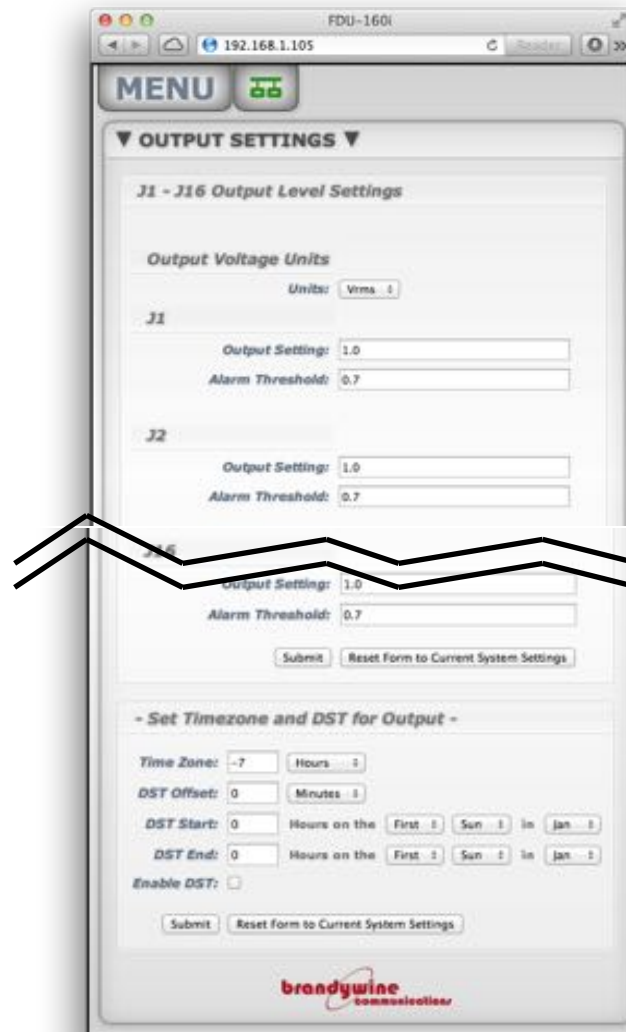 FDU-160i
192.168.1.105
Reader
MENU
▼ OUTPUT SETTINGS ▼
J1 - J16 Output Level Settings
Output Voltage Units
Units: Vrms
J1
Output Setting: 1.0
Alarm Threshold: 0.7
J2
Output Setting: 1.0
Alarm Threshold: 0.7
J16
Output Setting: 1.0
Alarm Threshold: 0.7
Submit Reset Form to Current System Settings
- Set Timezone and DST for Output -
Time Zone: -7 Hours
DST Offset: 0 Minutes
DST Start: 0 Hours on the First Sun in Jan
DST End: 0 Hours on the First Sun in Jan
Enable DST:
Submit Reset Form to Current System Settings
brandywine
communications